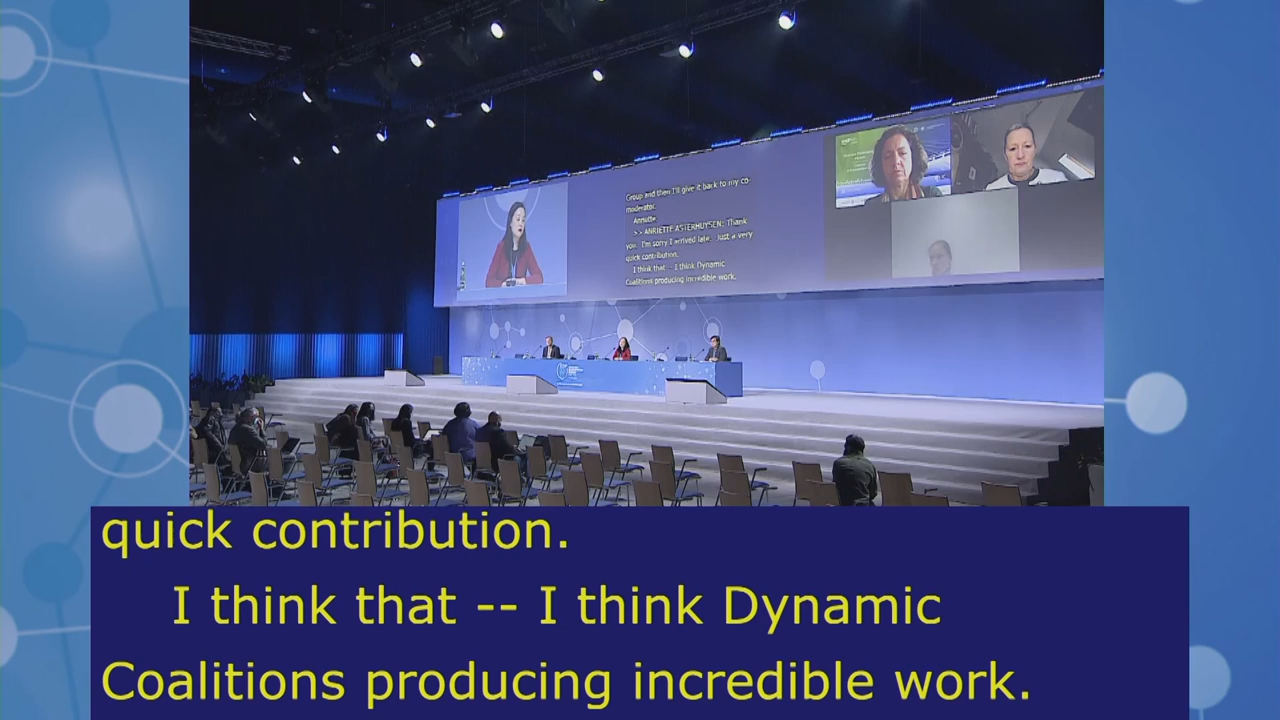 Group and then I'll give it back to my co-
moderator.
Anriette
>> ANRIETTE ASTERHUYSEN: Thank
you. I'm sorry I arrived late. Just a very
quick contribution.
I think that -- I think Dynamic
Coalitions producing incredible work.
quick contribution.
I think that -- I think Dynamic
Coalitions producing incredible work.